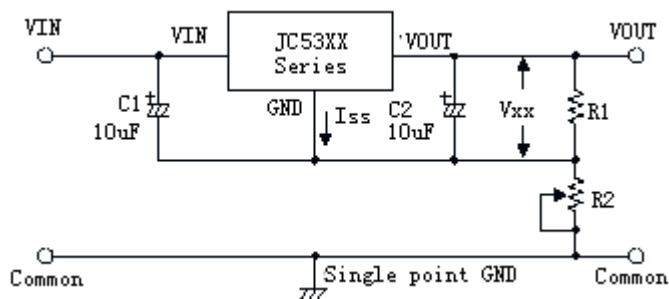 VIN
VIN
JC53XX
Series
VOUT
VOUT
C1
10uF
GND
Iss
C2
10uF
Vxx
R1
R2
Common
Single point GND
Common